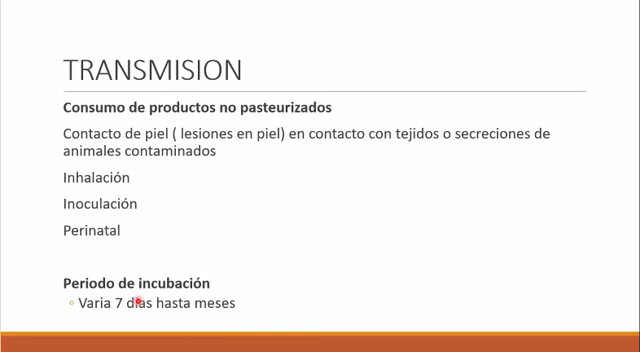 TRANSMISION
Consumo de productos no pasteurizados
Contacto de piel ( lesiones en piel) en contacto con tejidos o secreciones de
animales contaminados
Inhalación
Inoculación
Perinatal
Periodo de incubación
◦ Varia 7 días hasta meses